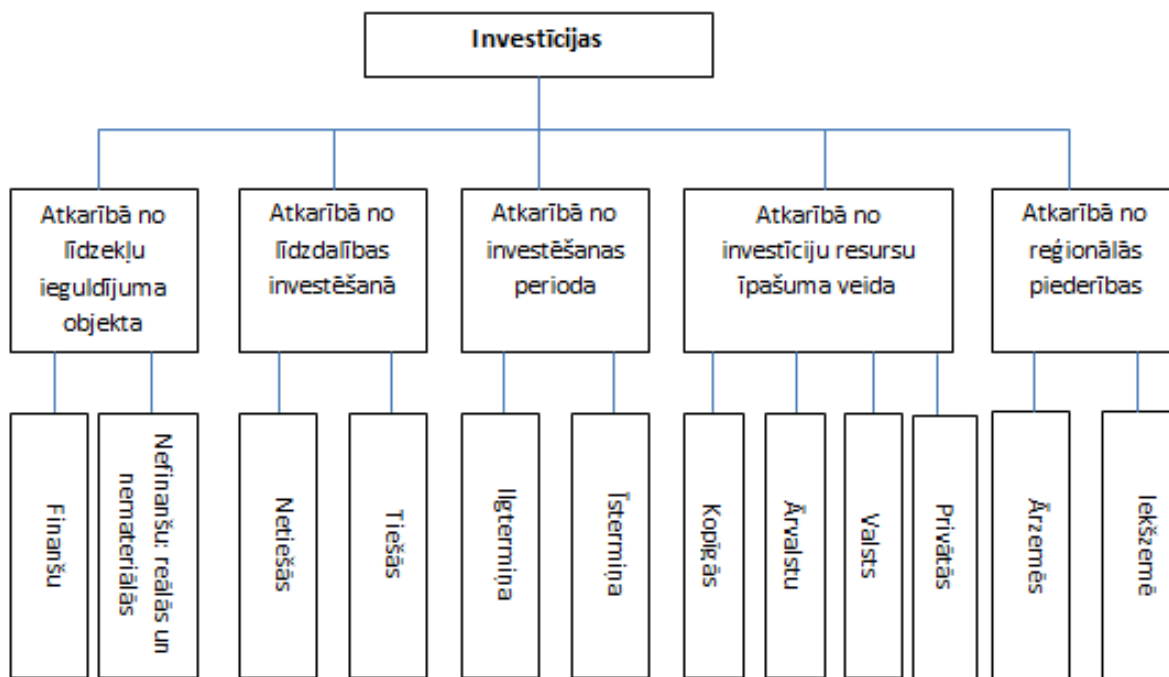 Investīcijas
Atkarībā no
līdzekļu
ieguldījuma
objekta
Atkarībā no
līdzdalības
investēšanā
Atkarībā no
investēšanas
perioda
Atkarībā no
investīciju resursu
īpašuma veida
Atkarībā no
reģionālās
piederības
Finanšu
Nefinanšu: reālās un
nemateriālās
Netiešās
Tiešās
Ilgtermiņa
Īstermiņa
Kopīgās
Ārvalstu
Valsts
Privātās
Ārzemēs
Iekšzemē